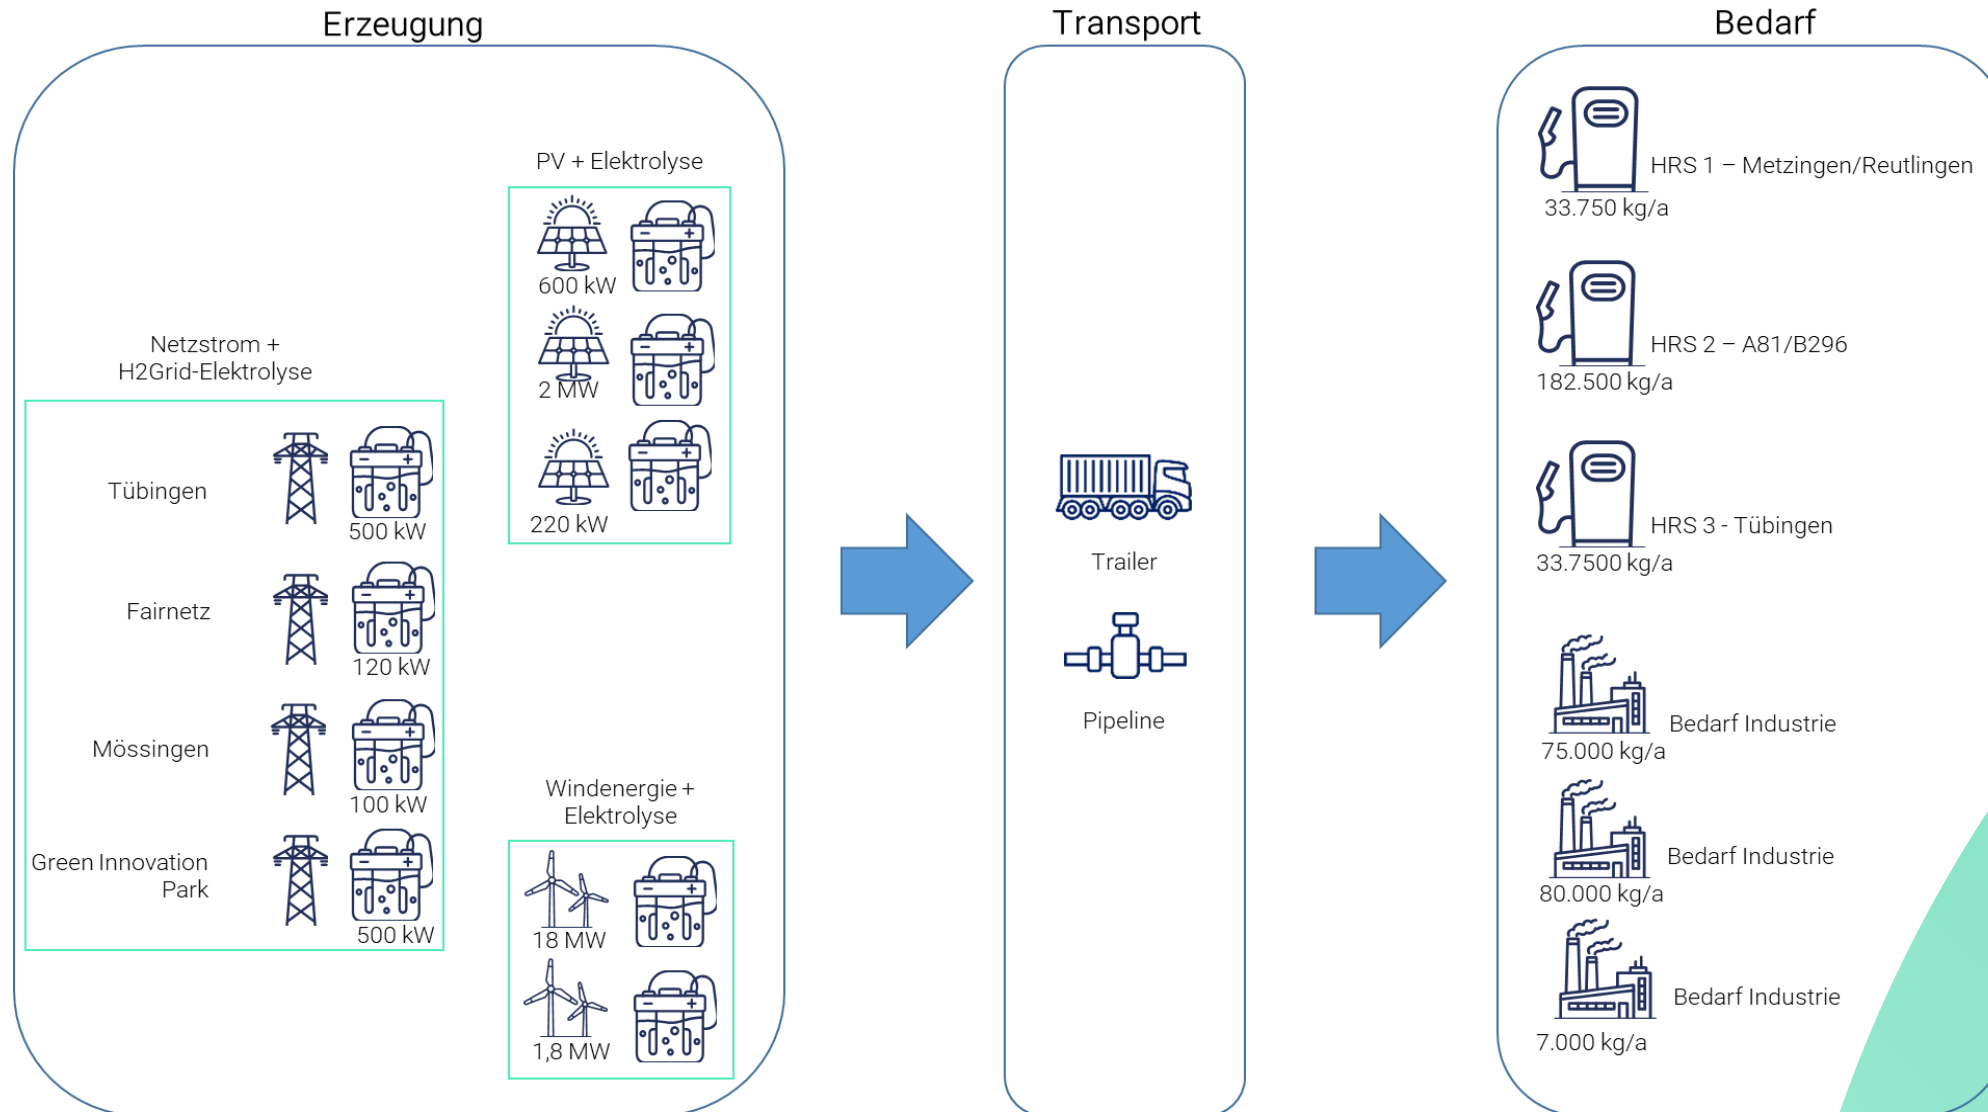 Erzeugung
PV + Elektrolyse
600 kW
2 MW
220 kW
Netzstrom +
H2Grid-Elektrolyse
Tübingen
500 kW
Fairnetz
120 kW
Mössingen
100 kW
Green Innovation
Park
500 kW
Windenergie +
Elektrolyse
18 MW
1,8 MW
Transport
Trailer
Pipeline
Bedarf
HRS 1 – Metzingen/Reutlingen
33.750 kg/a
HRS 2 – A81/B296
182.500 kg/a
HRS 3 - Tübingen
33.7500 kg/a
Bedarf Industrie
75.000 kg/a
Bedarf Industrie
80.000 kg/a
Bedarf Industrie
7.000 kg/a